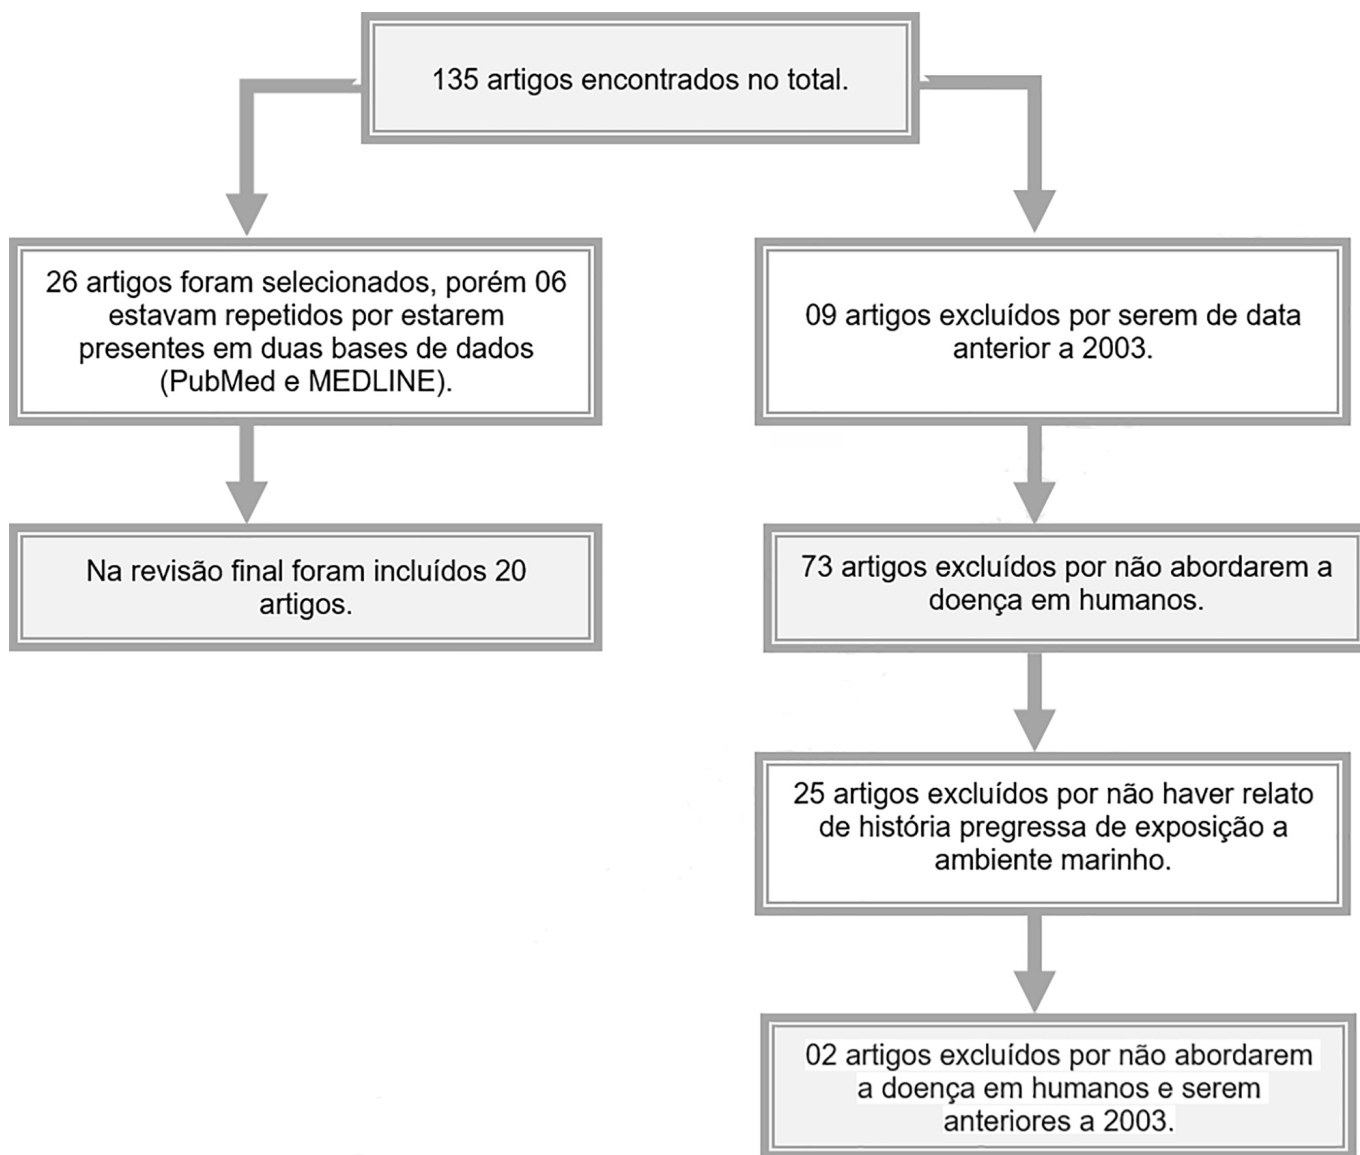 135 artigos encontrados no total.
26 artigos foram selecionados, porém 06
estavam repetidos por estarem
presentes em duas bases de dados
(PubMed e MEDLINE).
Na revisão final foram incluídos 20
artigos.
09 artigos excluídos por serem de data
anterior a 2003.
73 artigos excluídos por não abordarem a
doença em humanos.
25 artigos excluídos por não haver relato
de história pregressa de exposição a
ambiente marinho.
02 artigos excluídos por não abordarem
a doença em humanos e serem
anteriores a 2003.